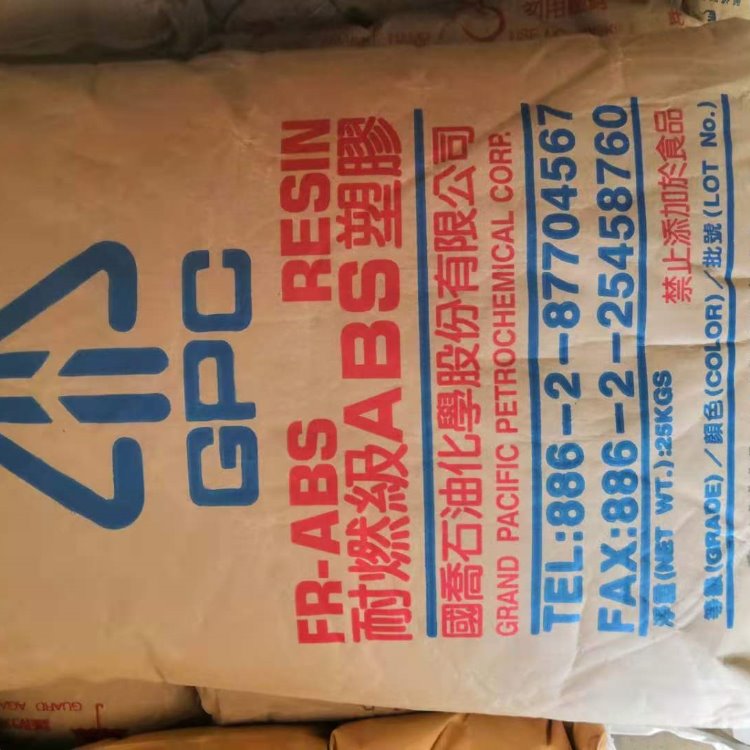 GPC
FR-ABS RESIN
耐燃級ABS塑膠
國喬石油化學股份有限公司
GRAND PACIFIC PETROCHEMICAL CORP.
TEL:886-2-87704567
FAX:886-2-25458760
淨重(NET WT.):25KGS 禁止添加於食品
等級(GRADE)/顏色(COLOR)/批號(LOT No.)
GUARD AGA